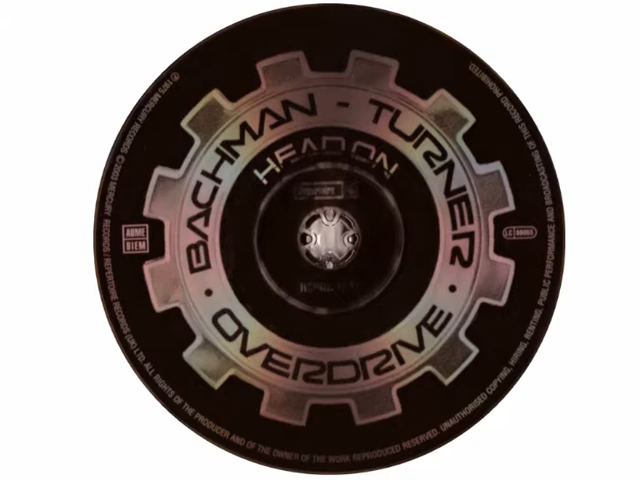 BACHMAN - TURNER
HEAD ON
• OVERDRIVE •
AUME
BIEM
LC
Ⓟ 1975 MERCURY RECORDS © 2003 MERCURY RECORDS / REPERTOIRE RECORDS (UK) LTD. ALL RIGHTS OF THE PRODUCER AND OF THE OWNER OF THE WORK REPRODUCED RESERVED. UNAUTHORISED COPYING, HIRING, RENTING, PUBLIC PERFORMANCE AND BROADCASTING OF THIS RECORD PROHIBITED.